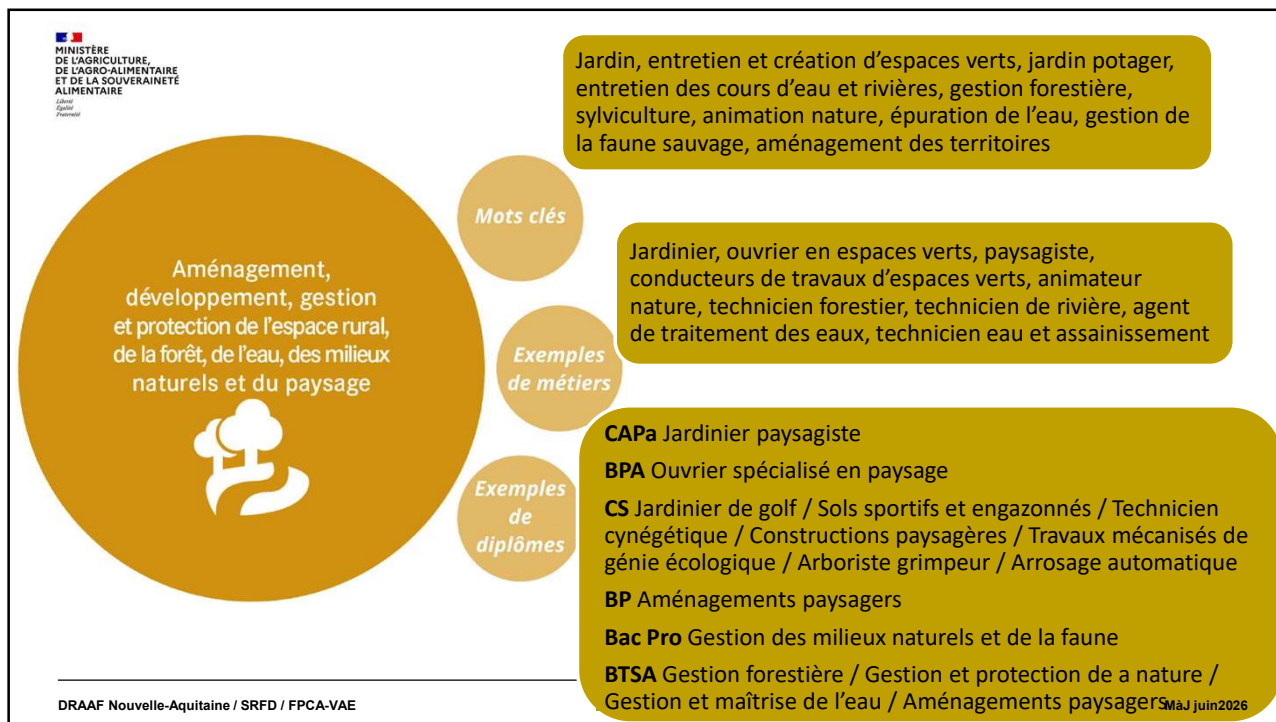 MINISTÈRE
DE L'AGRICULTURE,
DE L'AGRO-ALIMENTAIRE
ET DE LA SOUVERAINETÉ
ALIMENTAIRE
Liberté
Égalité
Fraternité
Jardin, entretien et création d'espaces verts, jardin potager,
entretien des cours d'eau et rivières, gestion forestière,
sylviculture, animation nature, épuration de l'eau, gestion de
la faune sauvage, aménagement des territoires
Mots clés
Aménagement,
développement, gestion
et protection de l'espace rural,
de la forêt, de l'eau, des milieux
naturels et du paysage
Jardinier, ouvrier en espaces verts, paysagiste,
conducteurs de travaux d'espaces verts, animateur
nature, technicien forestier, technicien de rivière, agent
de traitement des eaux, technicien eau et assainissement
Exemples
de métiers
Exemples
de
diplômes
CAPa Jardinier paysagiste
BPA Ouvrier spécialisé en paysage
CS Jardinier de golf / Sols sportifs et engazonnés / Technicien
cynégétique / Constructions paysagères / Travaux mécanisés de
génie écologique / Arboriste grimpeur / Arrosage automatique
BP Aménagements paysagers
Bac Pro Gestion des milieux naturels et de la faune
BTSA Gestion forestière / Gestion et protection de a nature /
Gestion et maîtrise de l'eau / Aménagements paysagers
DRAAF Nouvelle-Aquitaine / SRFD / FPCA-VAE
MàJ juin2026